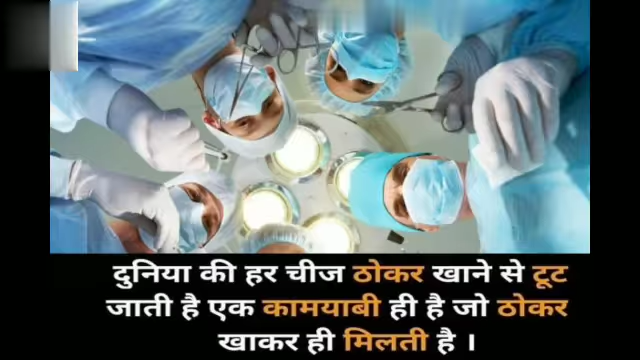 दुनिया की हर चीज ठोकर खाने से टूट
जाती है एक कामयाबी ही है जो ठोकर
खाकर ही मिलती है ।